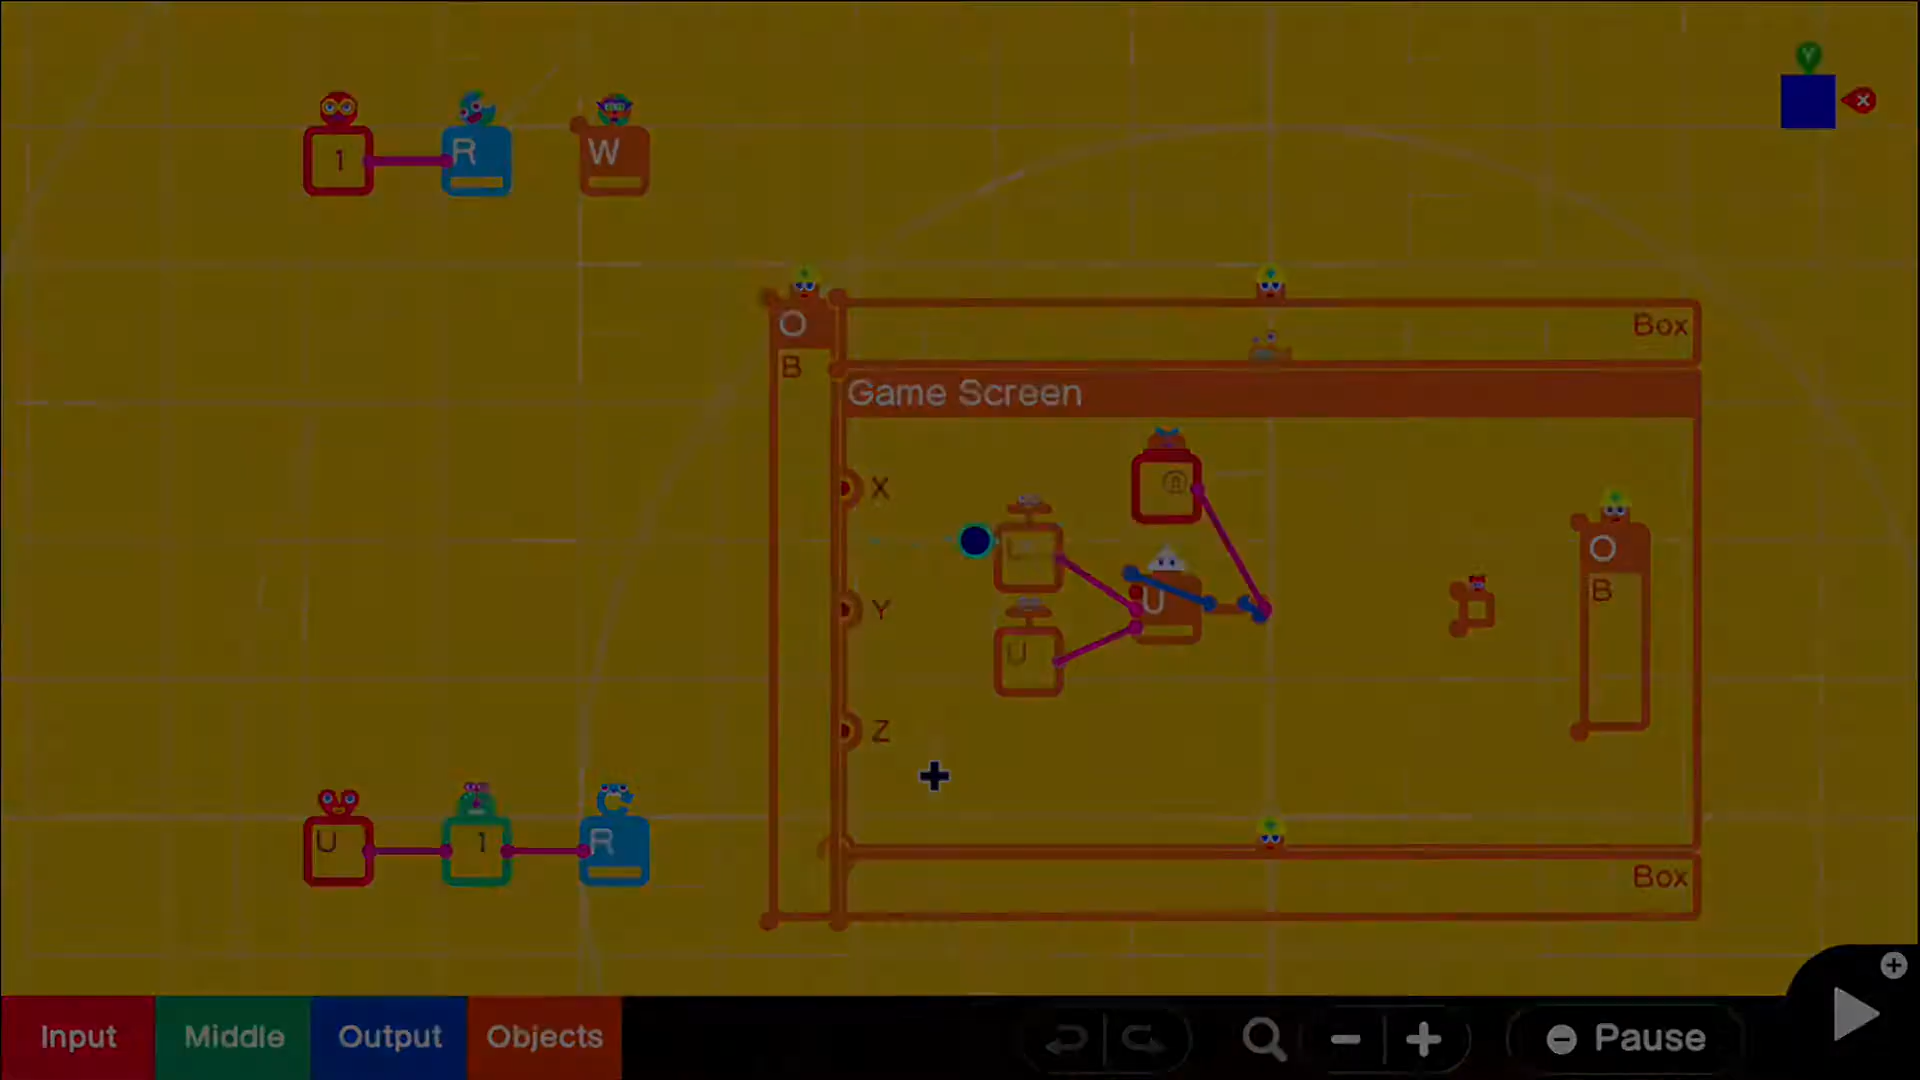 Y
X
1
R
W
O
Box
B
Game Screen
X
U
O
B
Y
U
Z
U
1
R
Box
Input
Middle
Output
Objects
Pause